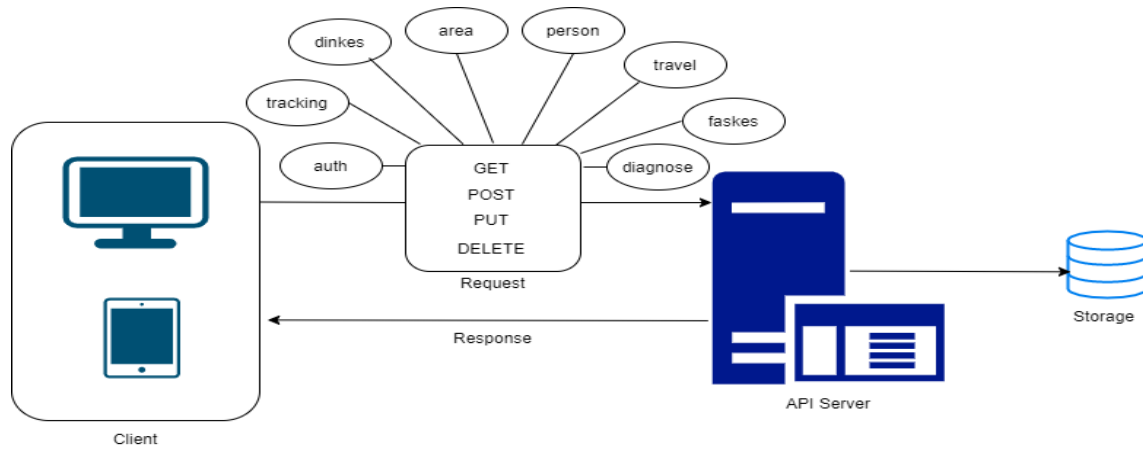 dinkes
area
person
travel
tracking
faskes
auth
diagnose
GET
POST
PUT
DELETE
Request
Response
Storage
API Server
Client